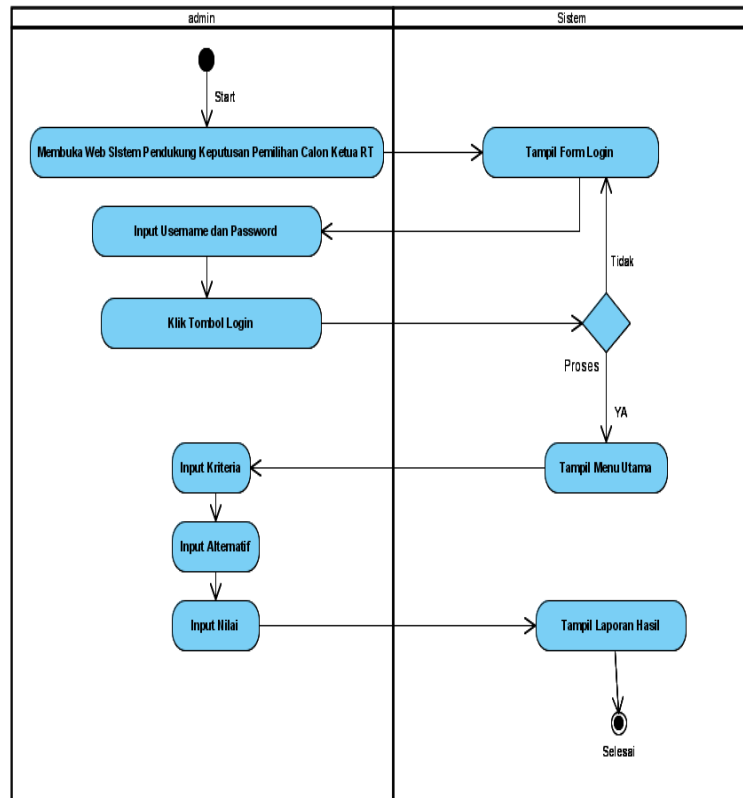 admin
Sistem
Start
Membuka Web SIstem Pendukung Keputusan Pemilihan Calon Ketua RT
Tampil Form Login
Input Username dan Password
Tidak
Klik Tombol Login
Proses
YA
Input Kriteria
Tampil Menu Utama
Input Alternatif
Input Nilai
Tampil Laporan Hasil
Selesai